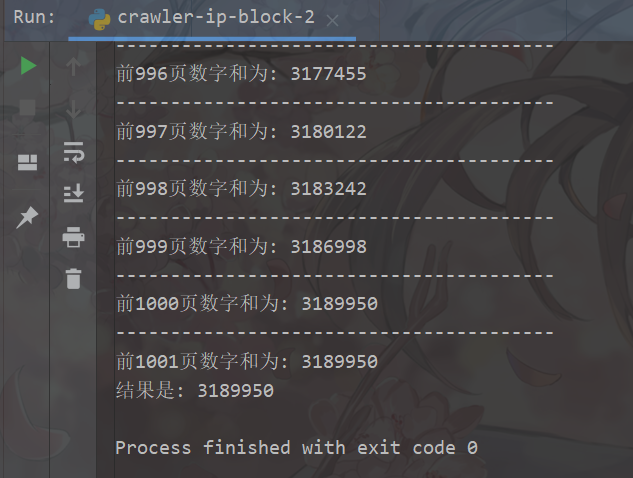 Run: crawler-ip-block-2
----------------------------------------
前996页数字和为: 3177455
----------------------------------------
前997页数字和为: 3180122
----------------------------------------
前998页数字和为: 3183242
----------------------------------------
前999页数字和为: 3186998
----------------------------------------
前1000页数字和为: 3189950
----------------------------------------
前1001页数字和为: 3189950
结果是: 3189950
Process finished with exit code 0